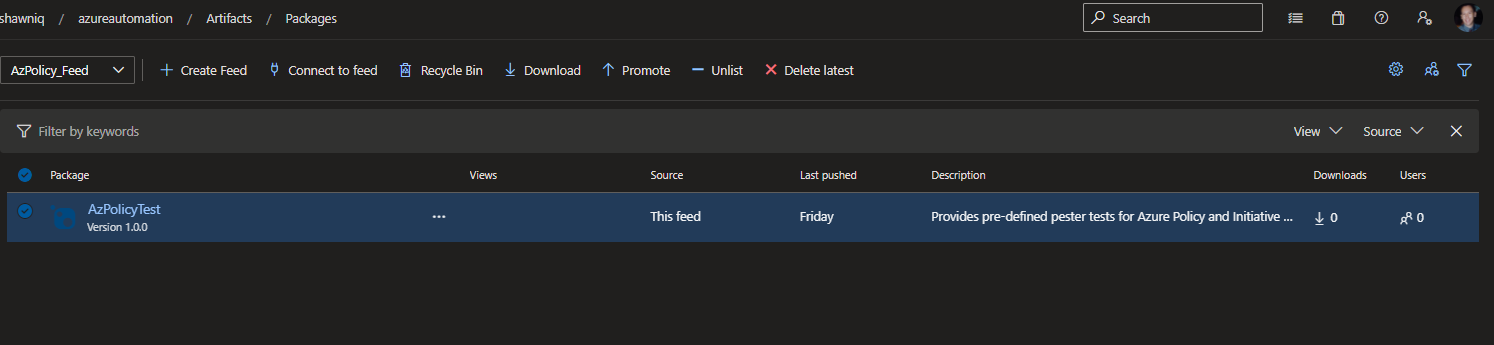 shawniq / azureautomation / Artifacts / Packages
Search
AzPolicy_Feed
Create Feed
Connect to feed
Recycle Bin
Download
Promote
Unlist
Delete latest
Filter by keywords
View
Source
Package
Views
Source
Last pushed
Description
Downloads
Users
AzPolicyTest
Version 1.0.0
This feed
Friday
Provides pre-defined pester tests for Azure Policy and Initiative ...
0
0